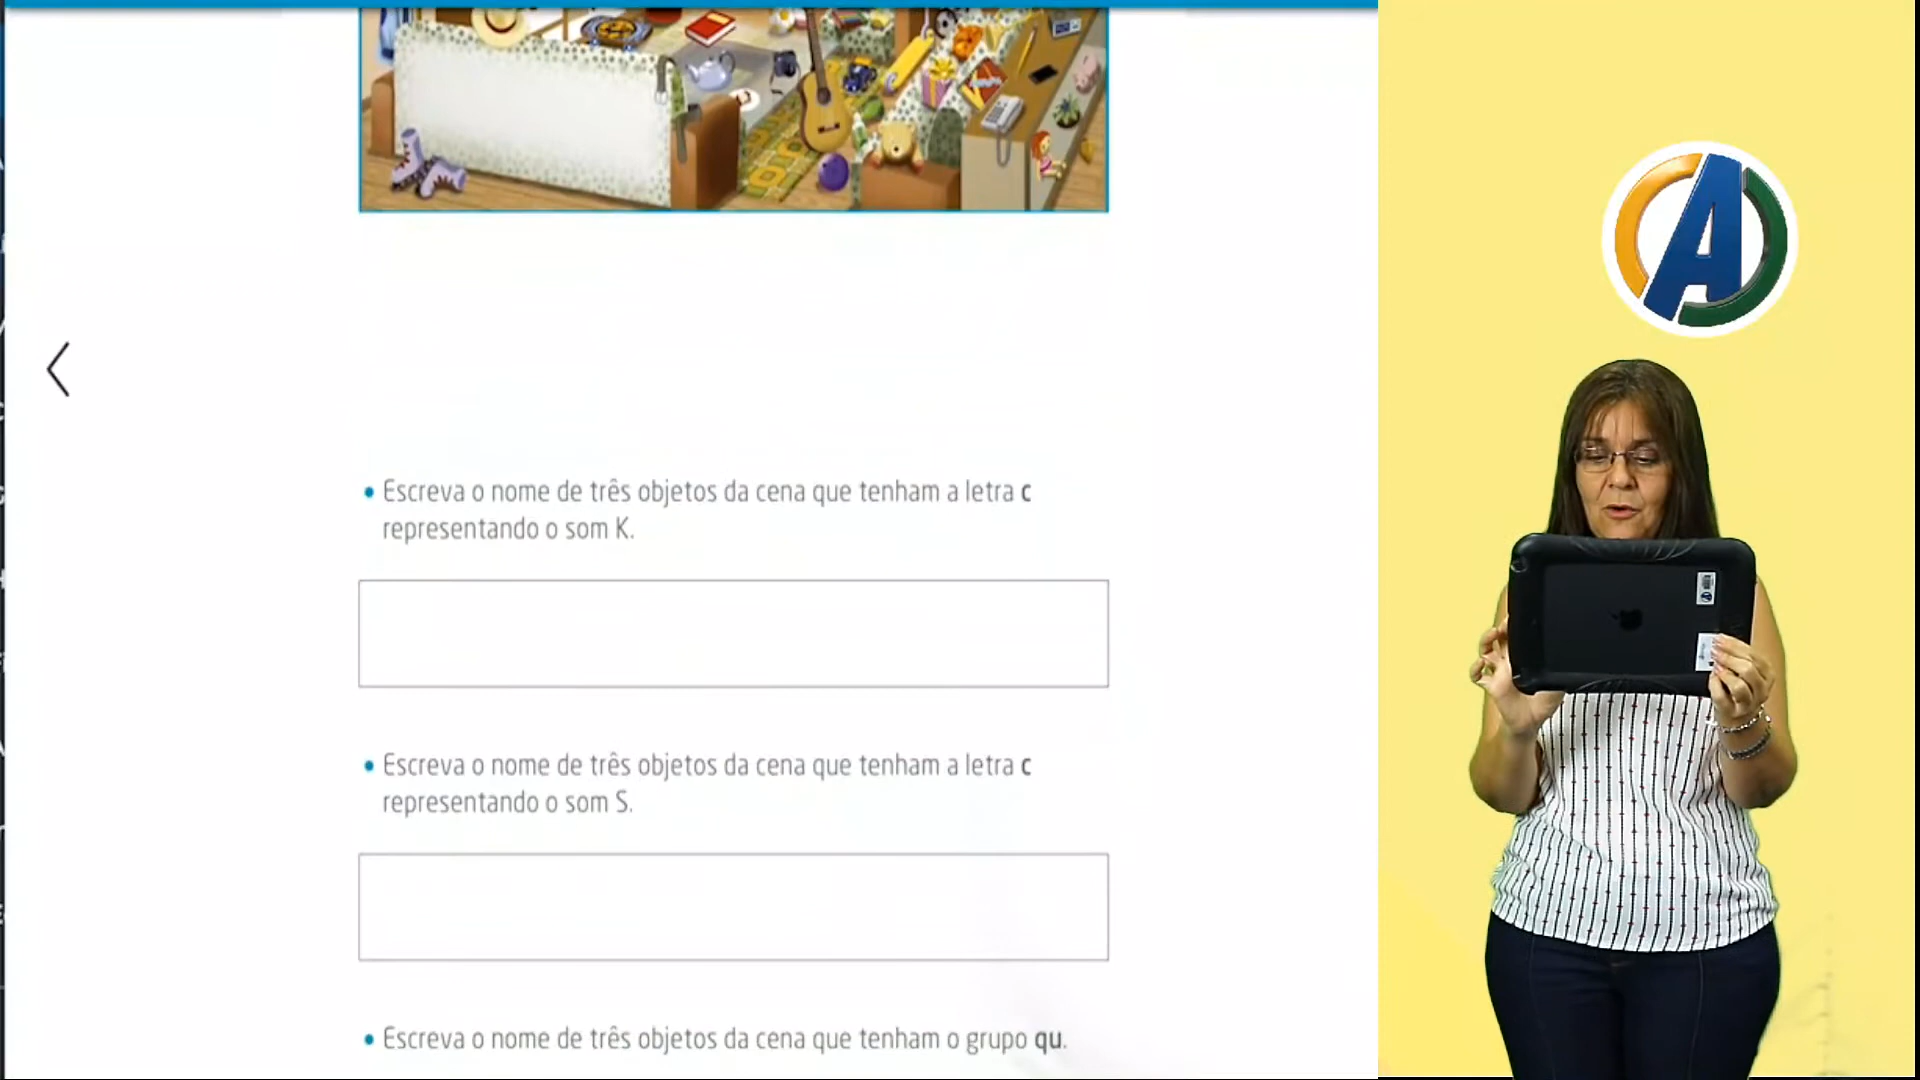 • Escreva o nome de três objetos da cena que tenham a letra c
representando o som K.
• Escreva o nome de três objetos da cena que tenham a letra c
representando o som S.
• Escreva o nome de três objetos da cena que tenham o grupo qu.
A